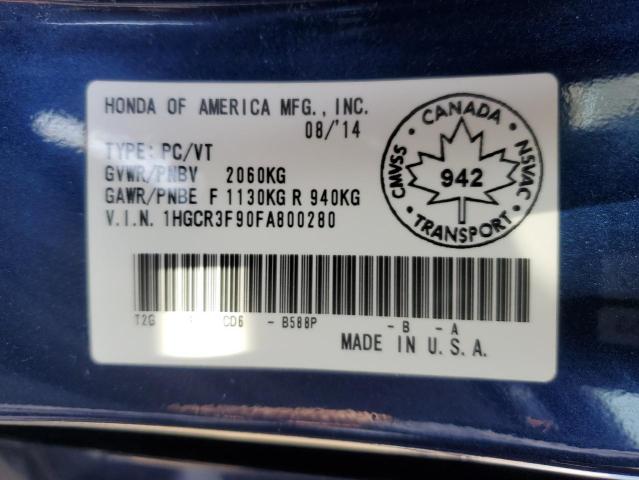 HONDA OF AMERICA MFG., INC.
08/'14
TYPE: PC/VT
GVWR/PNBV 2060KG
GAWR/PNBE F 1130KG R 940KG
V.I.N. 1HGCR3F90FA800280
CANADA
CMVSS
NSVAC
942
TRANSPORT
T2G CD6 - B588P - B - A
MADE IN U.S.A.